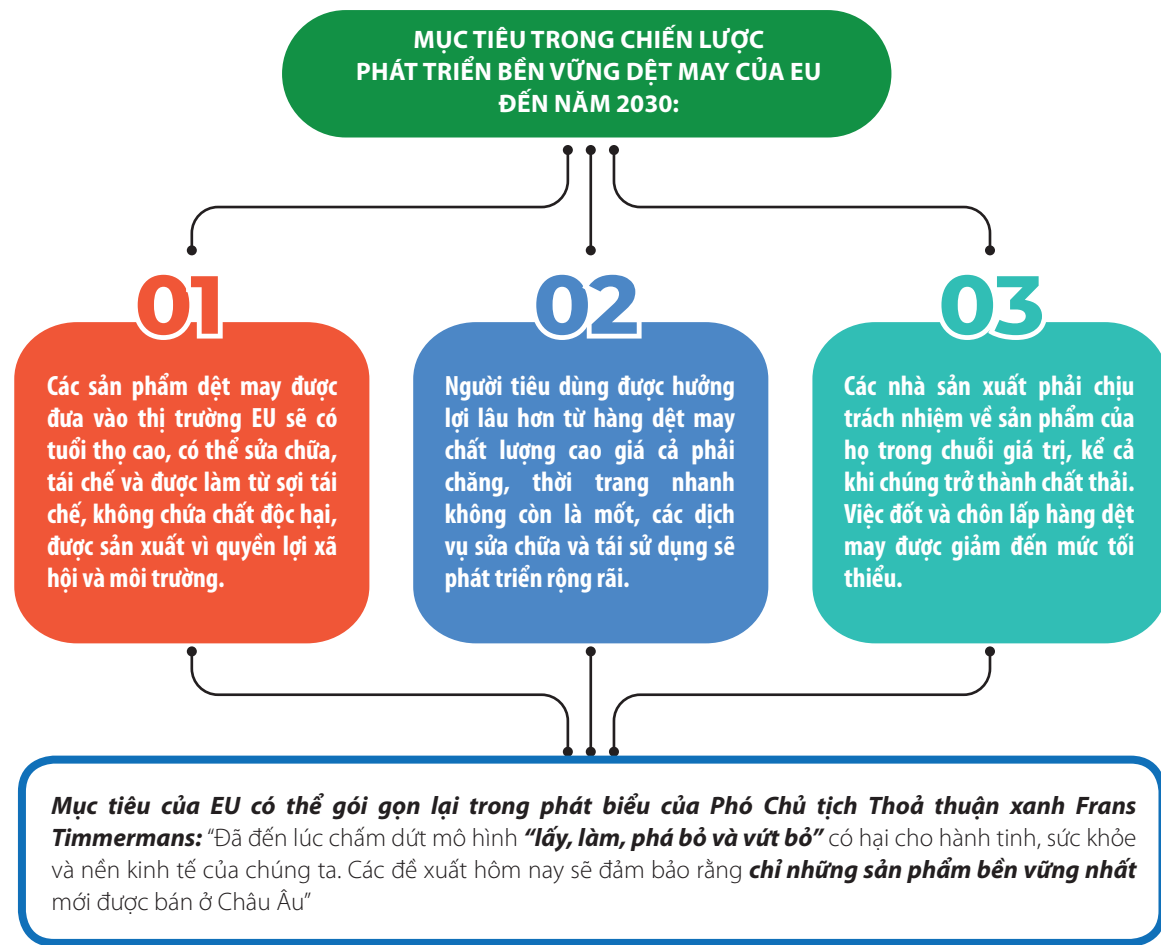 MỤC TIÊU TRONG CHIẾN LƯỢC
PHÁT TRIỂN BỀN VỮNG DỆT MAY CỦA EU
ĐẾN NĂM 2030:
01
Các sản phẩm dệt may được
đưa vào thị trường EU sẽ có
tuổi thọ cao, có thể sửa chữa,
tái chế và được làm từ sợi tái
chế, không chứa chất độc hại,
được sản xuất vì quyền lợi xã
hội và môi trường.
02
Người tiêu dùng được hưởng
lợi lâu hơn từ hàng dệt may
chất lượng cao giá cả phải
chăng, thời trang nhanh
không còn là mốt, các dịch
vụ sửa chữa và tái sử dụng sẽ
phát triển rộng rãi.
03
Các nhà sản xuất phải chịu
trách nhiệm về sản phẩm của
họ trong chuỗi giá trị, kể cả
khi chúng trở thành chất thải.
Việc đốt và chôn lấp hàng dệt
may được giảm đến mức tối
thiểu.
Mục tiêu của EU có thể gói gọn lại trong phát biểu của Phó Chủ tịch Thoả thuận xanh Frans
Timmermans: “Đã đến lúc chấm dứt mô hình “lấy, làm, phá bỏ và vứt bỏ” có hại cho hành tinh, sức khỏe
và nền kinh tế của chúng ta. Các đề xuất hôm nay sẽ đảm bảo rằng chỉ những sản phẩm bền vững nhất
mới được bán ở Châu Âu”